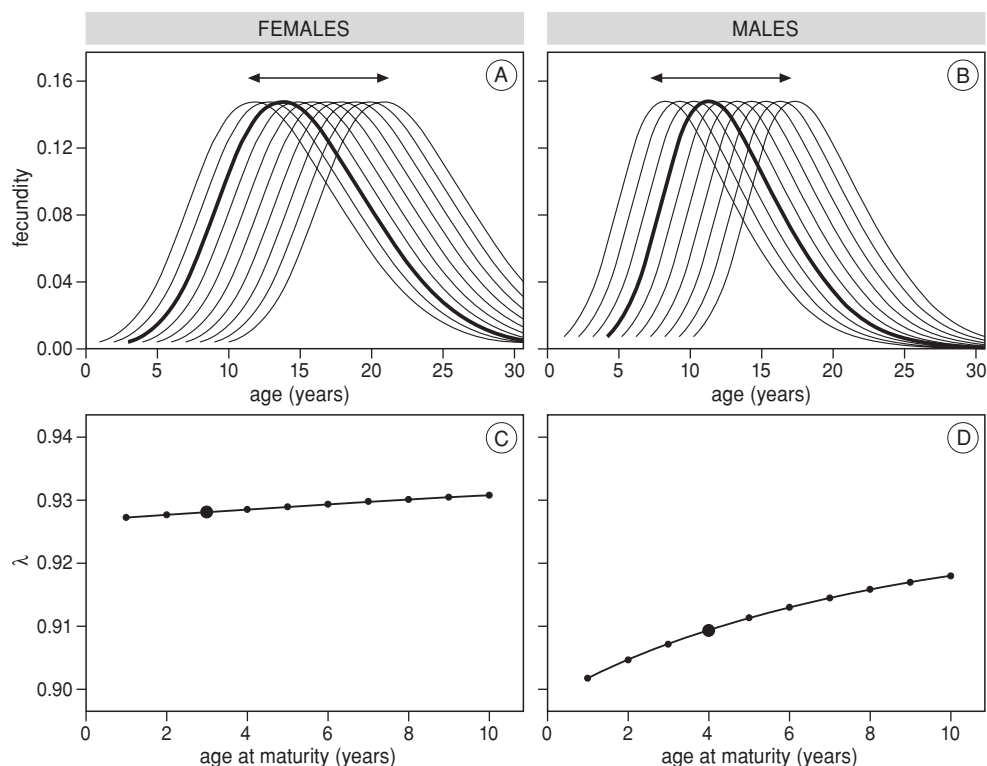 FEMALES
MALES
A
B
fecundity
0.16
0.12
0.08
0.04
0.00
0 5 10 15 20 25 30
0 5 10 15 20 25 30
age (years)
age (years)
C
D
λ
0.94
0.93
0.92
0.91
0.90
0 2 4 6 8 10
0 2 4 6 8 10
age at maturity (years)
age at maturity (years)